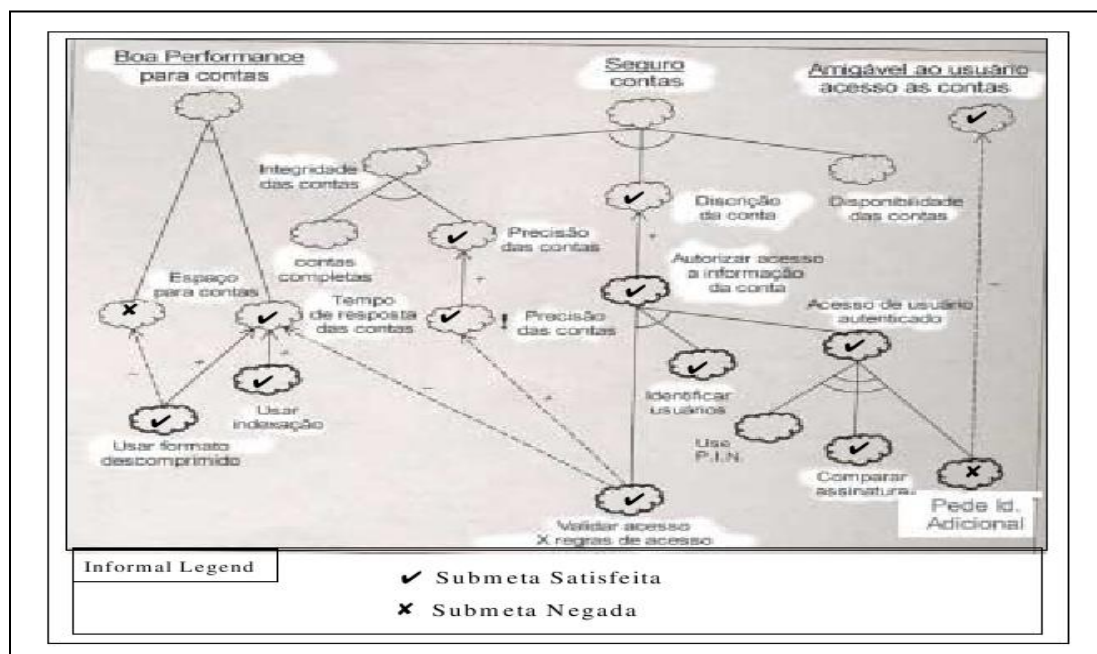 Boa Performance
para contas
Seguro
contas
Amigável ao usuário
acesso as contas
Integridade
das contas
Discrição
da conta
Disponibilidade
das contas
contas
completas
Precisão
das contas
Autorizar acesso
a informação
da conta
Espaço
para contas
Tempo
de resposta
das contas
! Precisão
das contas
Acesso de usuário
autenticado
Usar
indexação
Identificar
usuários
Usar formato
descomprimido
Use
P.I.N.
Comparar
assinatura
Pede Id.
Adicional
Validar acesso
X regras de acesso
Informal Legend
✔ Submeta Satisfeita
✘ Submeta Negada